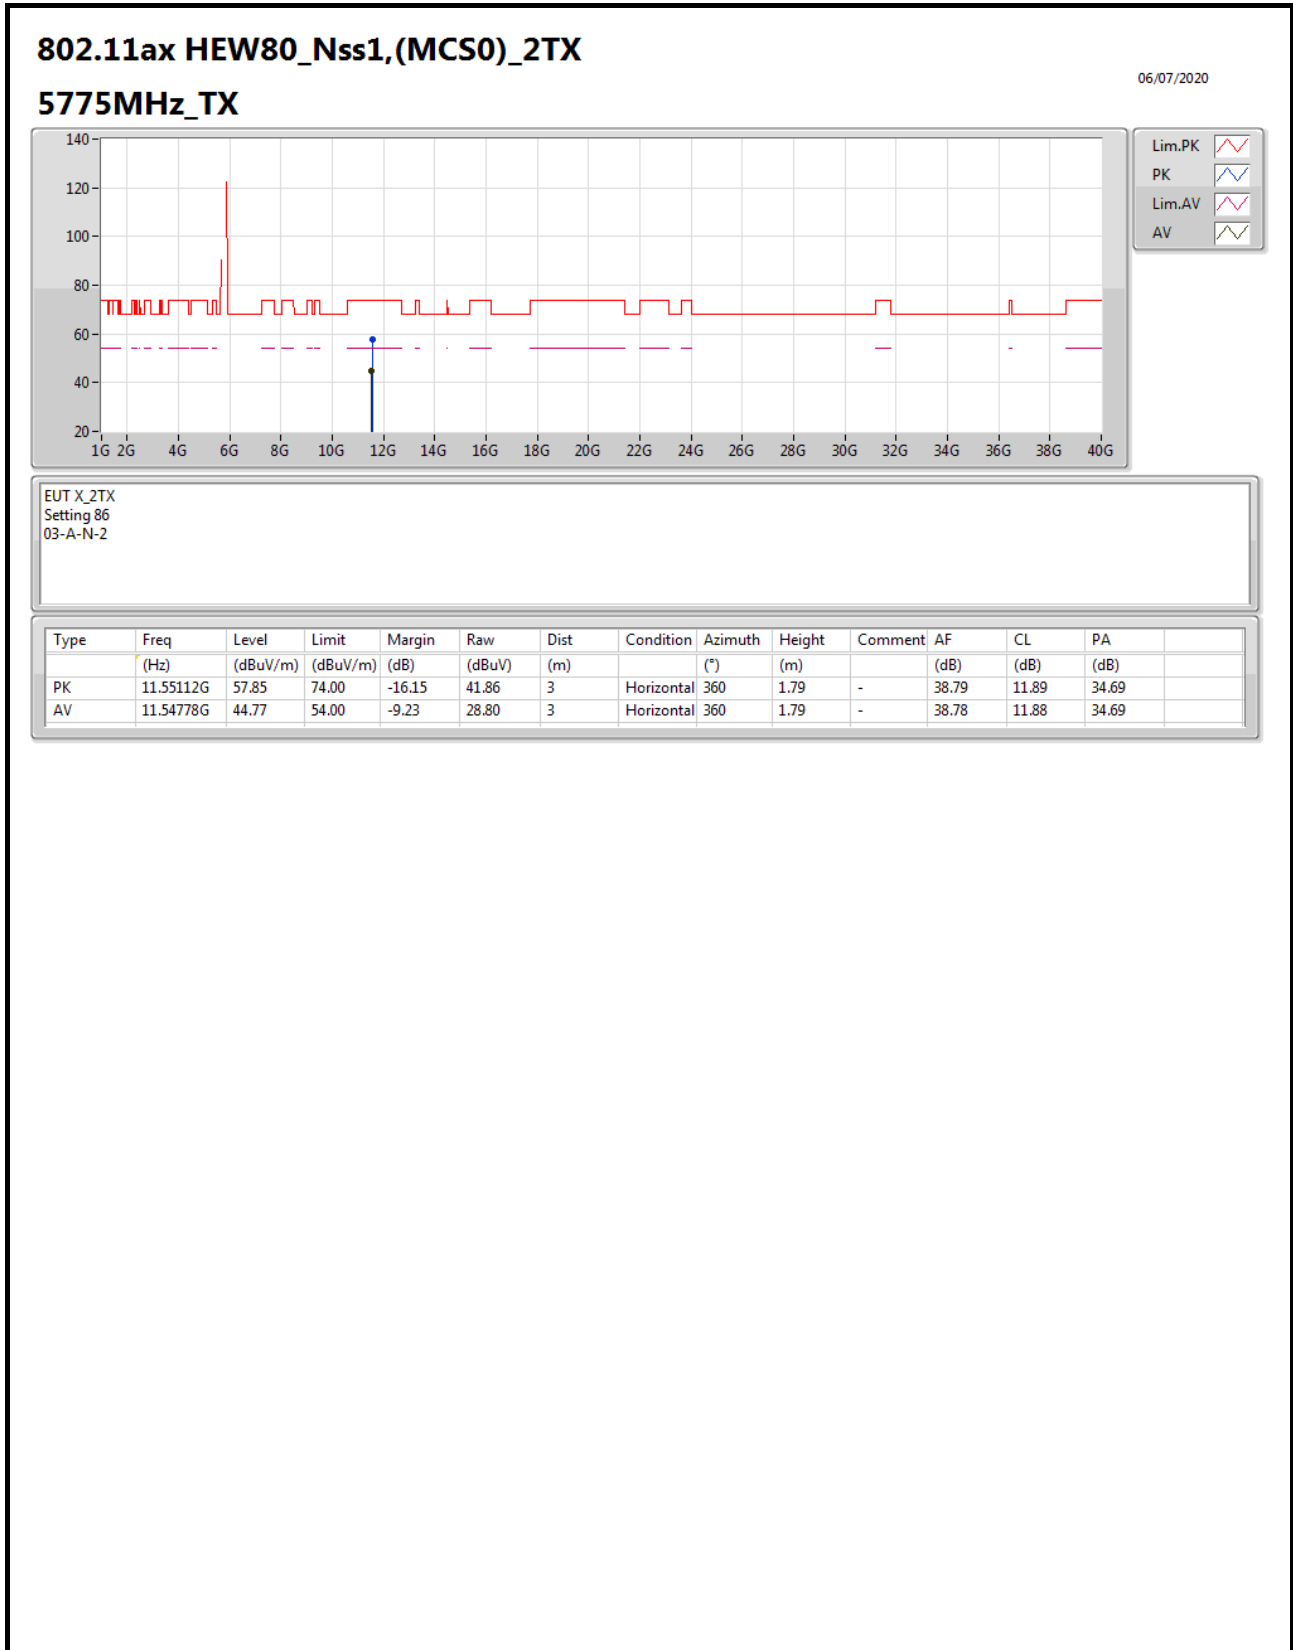 802.11ax HEW80_Nss1,(MCS0)_2TX
06/07/2020
5775MHz_TX
140
120
100
80
60
40
20
1G 2G 4G 6G 8G 10G 12G 14G 16G 18G 20G 22G 24G 26G 28G 30G 32G 34G 36G 38G 40G
Lim.PK
PK
Lim.AV
AV
EUT X_2TX
Setting 86
03-A-N-2
Type Freq Level Limit Margin Raw Dist Condition Azimuth Height Comment AF CL PA
(Hz) (dBuV/m) (dBuV/m) (dB) (dBuV) (m) (°) (m) (dB) (dB) (dB)
PK 11.55112G 57.85 74.00 -16.15 41.86 3 Horizontal 360 1.79 - 38.79 11.89 34.69
AV 11.54778G 44.77 54.00 -9.23 28.80 3 Horizontal 360 1.79 - 38.78 11.88 34.69